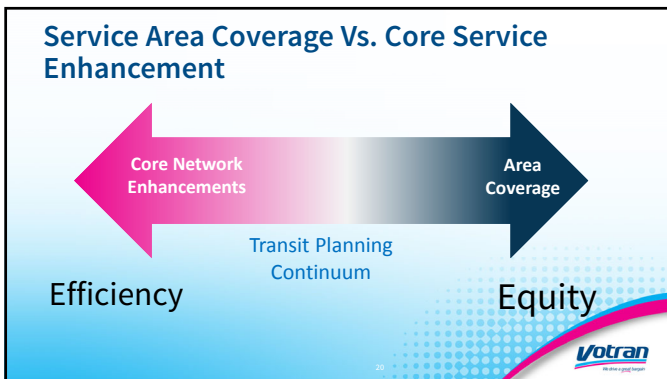 Service Area Coverage Vs. Core Service
Enhancement
Core Network
Enhancements
Area
Coverage
Transit Planning
Continuum
Efficiency
Equity
20
Votran